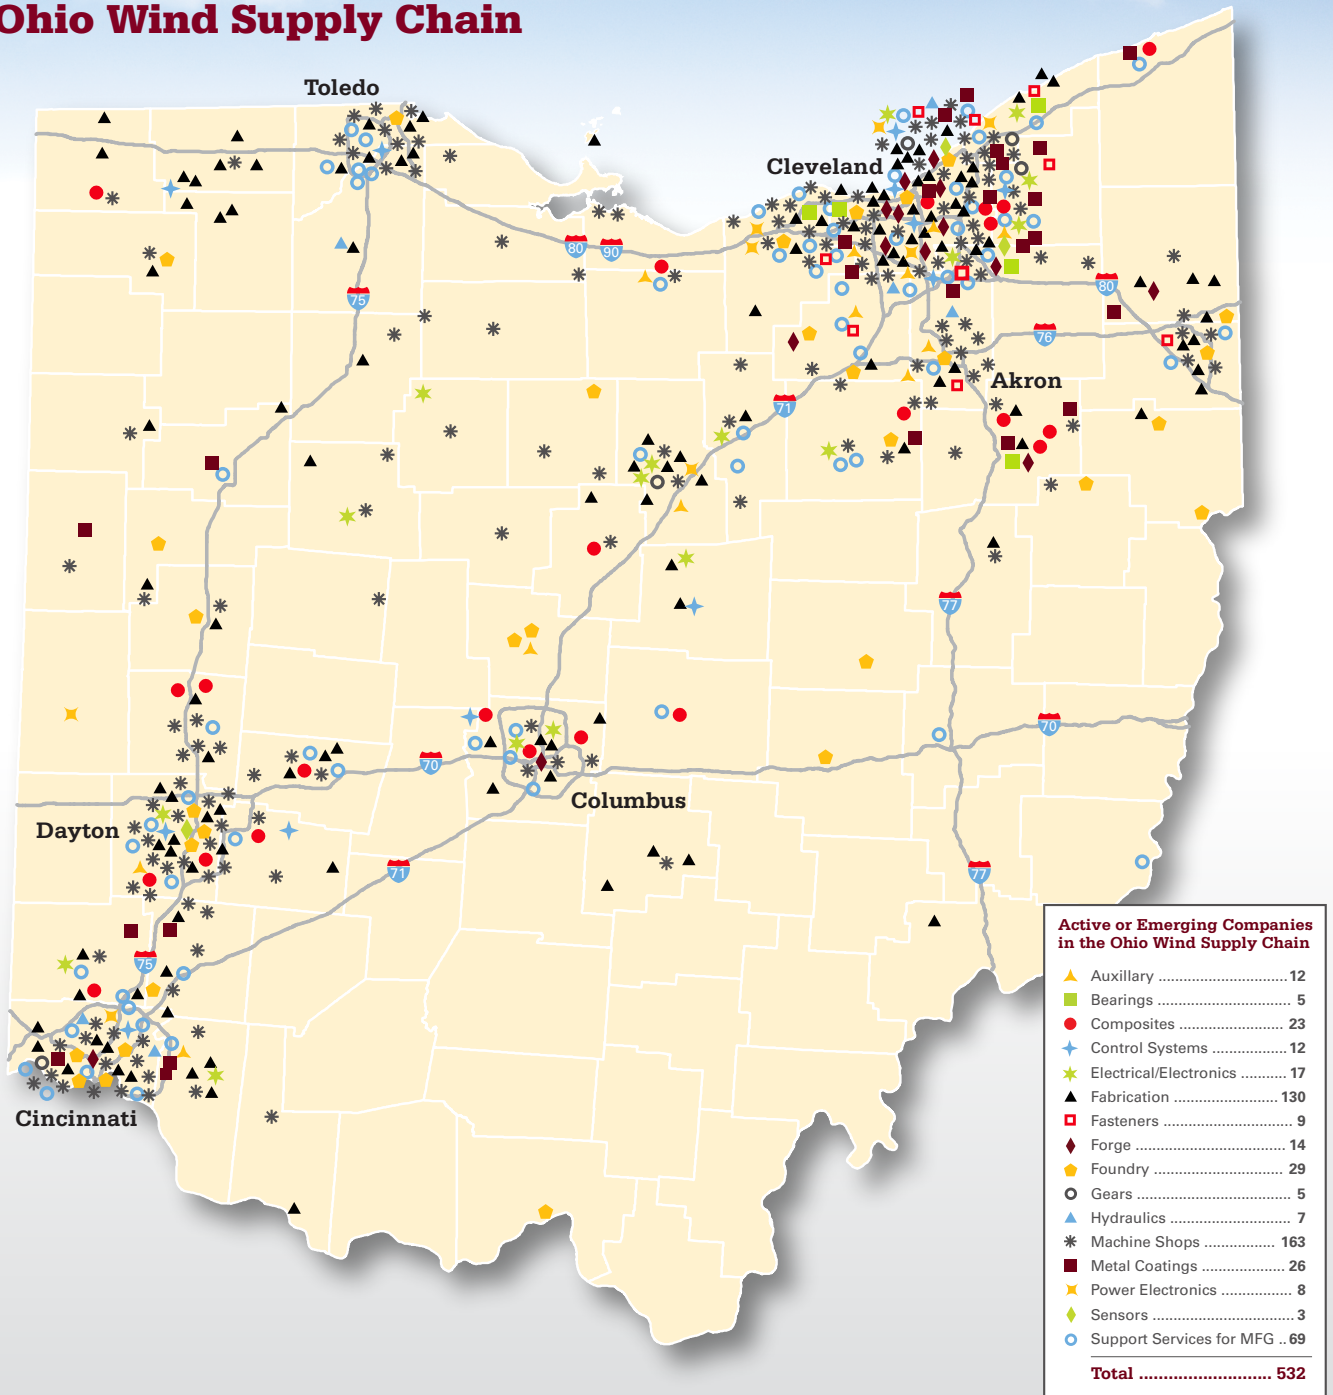 Ohio Wind Supply Chain
Toledo
Cleveland
80
90
75
80
76
71
Akron
77
70
70
Columbus
Dayton
71
77
75
Cincinnati
Active or Emerging Companies
in the Ohio Wind Supply Chain
Auxillary 12
Bearings 5
Composites 23
Control Systems 12
Electrical/Electronics 17
Fabrication 130
Fasteners 9
Forge 14
Foundry 29
Gears 5
Hydraulics 7
Machine Shops 163
Metal Coatings 26
Power Electronics 8
Sensors 3
Support Services for MFG 69
Total 532